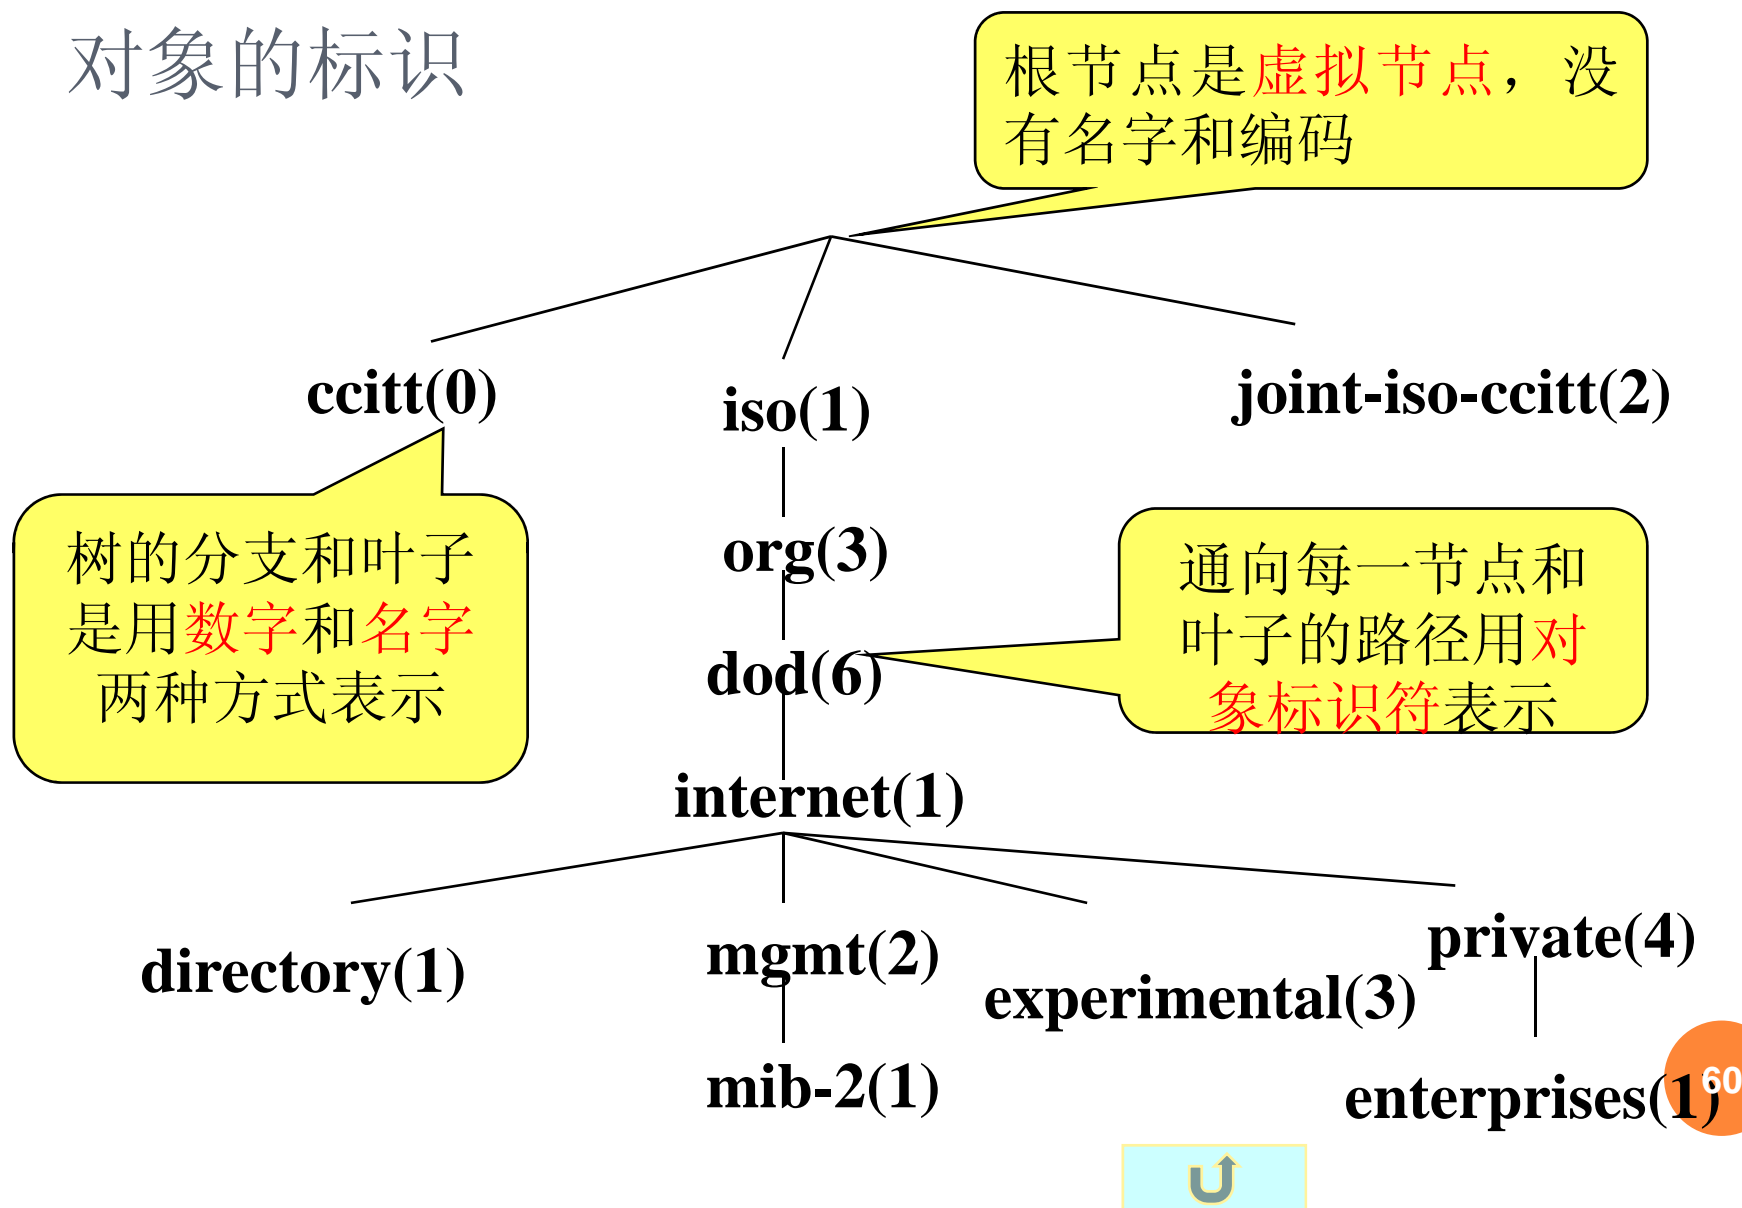 对象的标识
根节点是虚拟节点，没
有名字和编码
ccitt(0)
iso(1)
joint-iso-ccitt(2)
树的分支和叶子
是用数字和名字
两种方式表示
org(3)
通向每一节点和
叶子的路径用对
象标识符表示
dod(6)
internet(1)
directory(1)
mgmt(2)
experimental(3)
private(4)
mib-2(1)
enterprises(1)
60